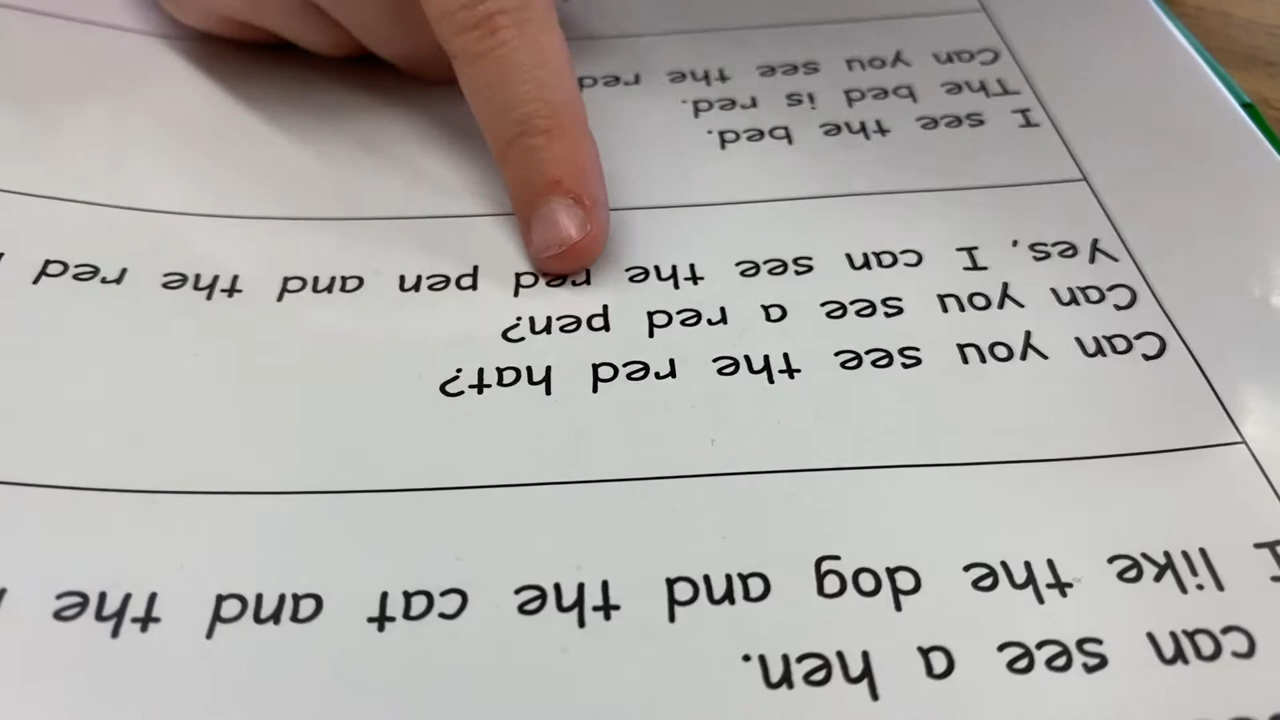 can see a hen.
I like the dog and the cat and the
Can you see the red hat?
Can you see a red pen?
Yes, I can see the red pen and the red
I see the bed.
The bed is red.
Can you see the red